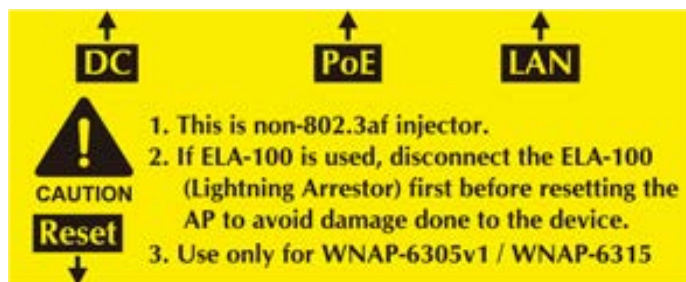 DC PoE LAN
1. This is non-802.3af injector.
2. If ELA-100 is used, disconnect the ELA-100
(Lightning Arrestor) first before resetting the
AP to avoid damage done to the device.
3. Use only for WNAP-6305v1 / WNAP-6315
CAUTION
Reset